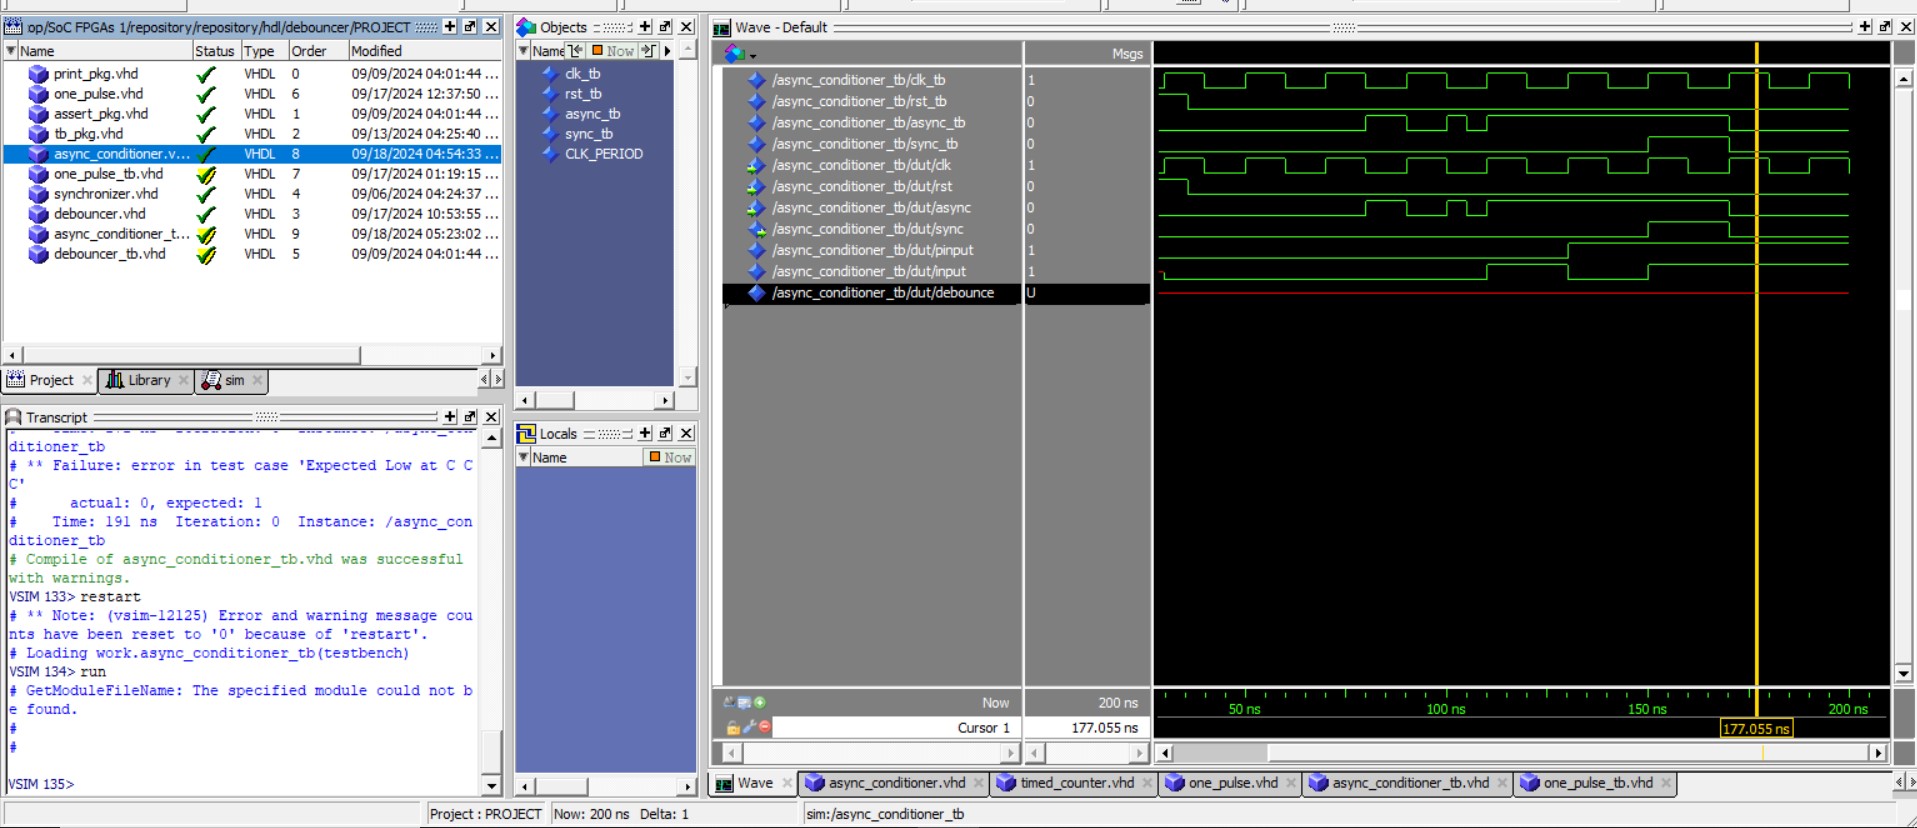 op/SoC FPGAs 1/repository/repository/hdl/debouncer/PROJECT
Name Status Type Order Modified
print_pkg.vhd VHDL 0 09/09/2024 04:01:44 ...
one_pulse.vhd VHDL 6 09/17/2024 12:37:50 ...
assert_pkg.vhd VHDL 1 09/09/2024 04:01:44 ...
tb_pkg.vhd VHDL 2 09/13/2024 04:25:40 ...
async_conditioner.v... VHDL 8 09/18/2024 04:54:33 ...
one_pulse_tb.vhd VHDL 7 09/17/2024 01:19:15 ...
synchronizer.vhd VHDL 4 09/06/2024 04:24:37 ...
debouncer.vhd VHDL 3 09/17/2024 10:53:55 ...
async_conditioner_t... VHDL 9 09/18/2024 05:23:02 ...
debouncer_tb.vhd VHDL 5 09/09/2024 04:01:44 ...
Project Library sim
Transcript
ditioner_tb
# ** Failure: error in test case 'Expected Low at C C
C'
#      actual: 0, expected: 1
#    Time: 191 ns  Iteration: 0  Instance: /async_con
ditioner_tb
# Compile of async_conditioner_tb.vhd was successful
with warnings.
VSIM 133> restart
# ** Note: (vsim-12125) Error and warning message cou
nts have been reset to '0' because of 'restart'.
# Loading work.async_conditioner_tb(testbench)
VSIM 134> run
# GetModuleFileName: The specified module could not b
e found.
#
#
VSIM 135>
Objects
Name Now
clk_tb
rst_tb
async_tb
sync_tb
CLK_PERIOD
Locals
Name Now
Wave - Default
Msgs
/async_conditioner_tb/clk_tb 1
/async_conditioner_tb/rst_tb 0
/async_conditioner_tb/async_tb 0
/async_conditioner_tb/sync_tb 0
/async_conditioner_tb/dut/clk 1
/async_conditioner_tb/dut/rst 0
/async_conditioner_tb/dut/async 0
/async_conditioner_tb/dut/sync 0
/async_conditioner_tb/dut/pinput 1
/async_conditioner_tb/dut/input 1
/async_conditioner_tb/dut/debounce U
Now 200 ns 50 ns 100 ns 150 ns 200 ns
Cursor 1 177.055 ns 177.055 ns
Wave async_conditioner.vhd timed_counter.vhd one_pulse.vhd async_conditioner_tb.vhd one_pulse_tb.vhd
Project : PROJECT Now: 200 ns Delta: 1 sim:/async_conditioner_tb